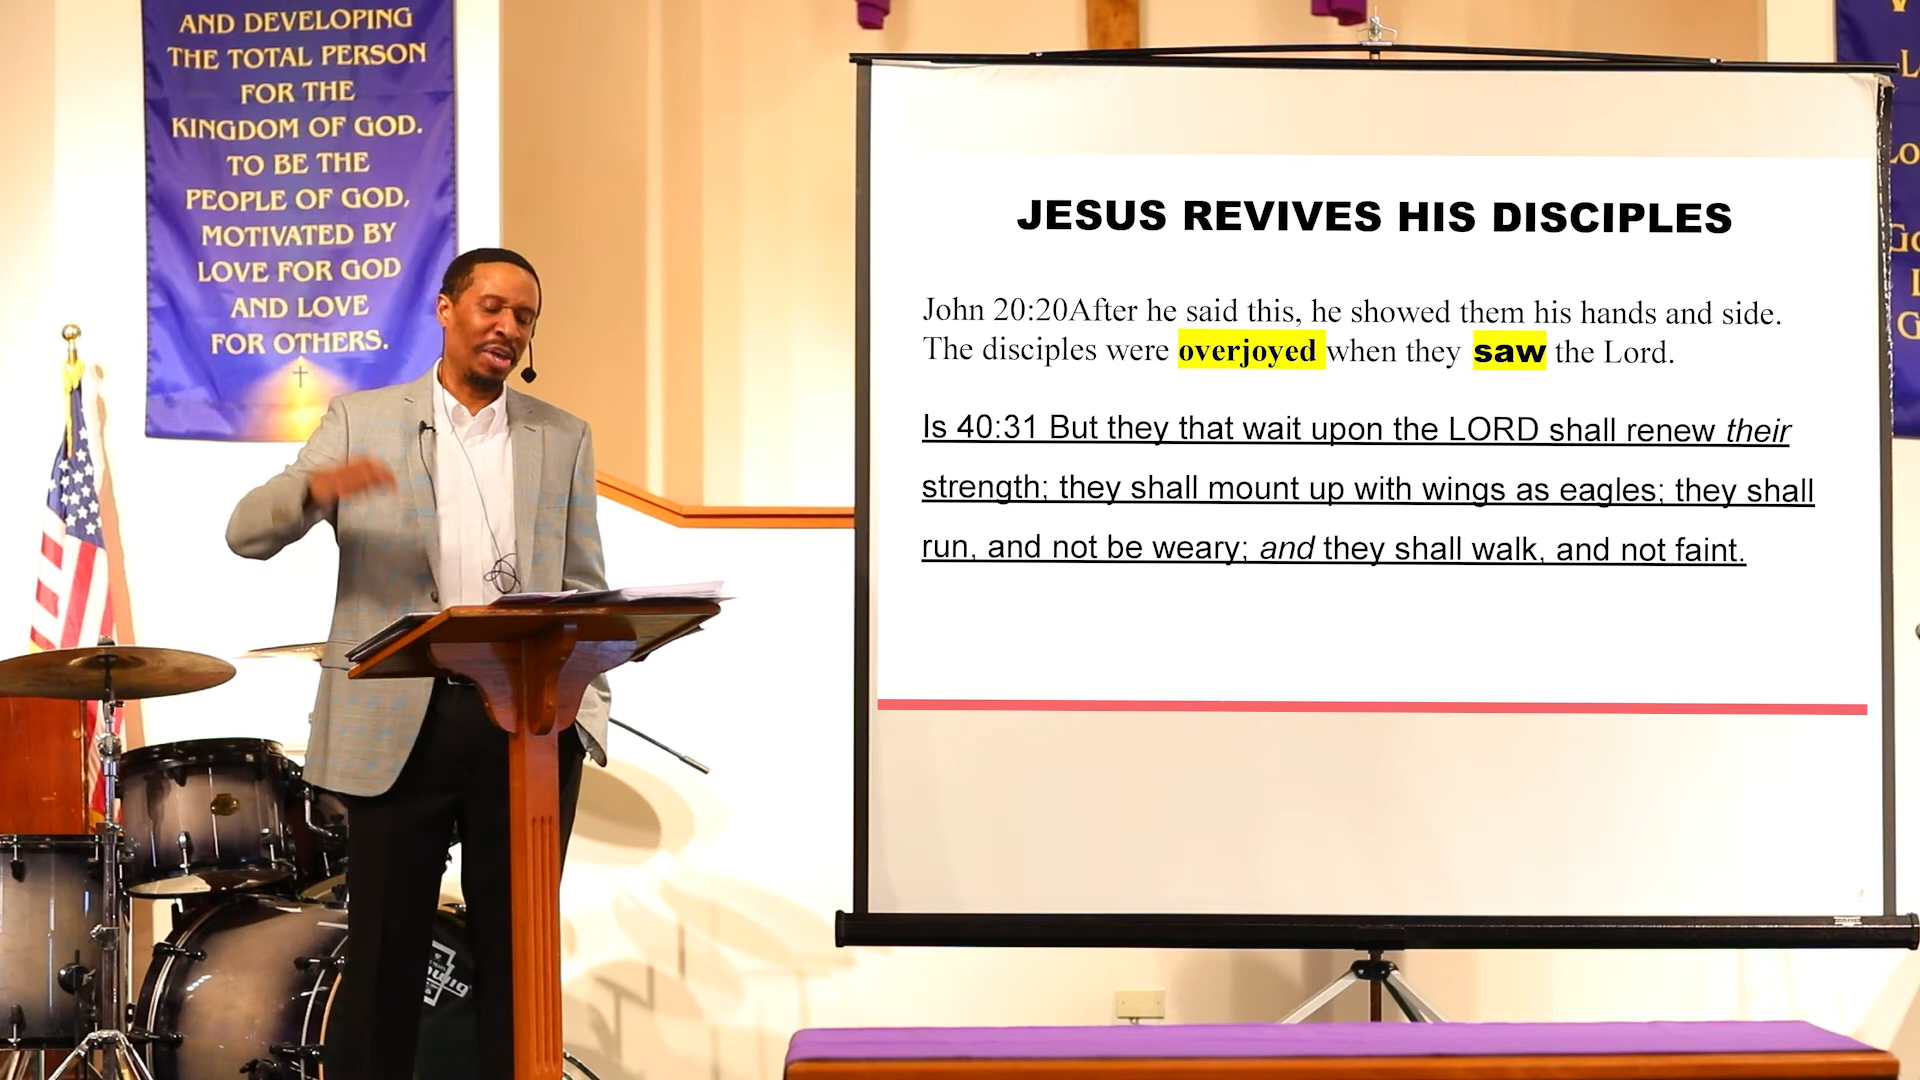 AND DEVELOPING
THE TOTAL PERSON
FOR THE
KINGDOM OF GOD.
TO BE THE
PEOPLE OF GOD,
MOTIVATED BY
LOVE FOR GOD
AND LOVE
FOR OTHERS.
JESUS REVIVES HIS DISCIPLES
John 20:20After he said this, he showed them his hands and side.
The disciples were overjoyed when they saw the Lord.
Is 40:31 But they that wait upon the LORD shall renew their
strength; they shall mount up with wings as eagles; they shall
run, and not be weary; and they shall walk, and not faint.